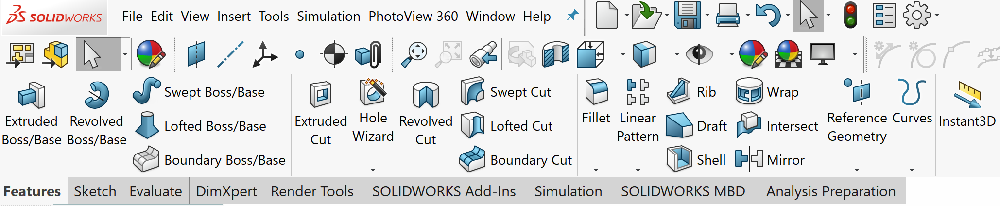 SOLIDWORKS File Edit View Insert Tools Simulation PhotoView 360 Window Help
Extruded Boss/Base
Revolved Boss/Base
Swept Boss/Base
Lofted Boss/Base
Boundary Boss/Base
Extruded Cut
Hole Wizard
Revolved Cut
Swept Cut
Lofted Cut
Boundary Cut
Fillet
Linear Pattern
Rib
Draft
Shell
Wrap
Intersect
Mirror
Reference Geometry
Curves
Instant3D
Features Sketch Evaluate DimXpert Render Tools SOLIDWORKS Add-Ins Simulation SOLIDWORKS MBD Analysis Preparation